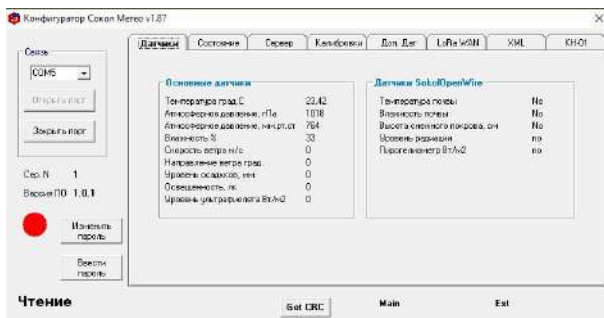 Конфигуратор Сокол Метео v1.87
Датчики Состояние Сервер Калибровки Доп. Дат LoRa WAN XML КН-01
Связь
COM5
Открыть порт
Закрыть порт
Сер. N 1
Версия ПО 1.0.1
Изменить пароль
Ввести пароль
Основные датчики
Температура град,С 23,42
Атмосферное давление, гПа 1018
Атмосферное давление, мм.рт.ст 764
Влажность % 33
Скорость ветра м/с 0
Направление ветра град. 0
Уровень осадков, мм 0
Освещенность, лк. 0
Уровень ультрафиолета Вт/м2 0
Датчики SokolOpenWire
Температура почвы No
Влажность почвы No
Высота снежного покрова, см No
Уровень радиации no
Пирогелиометр Вт/м2 no
Чтение
Get CRC
Main
Ext